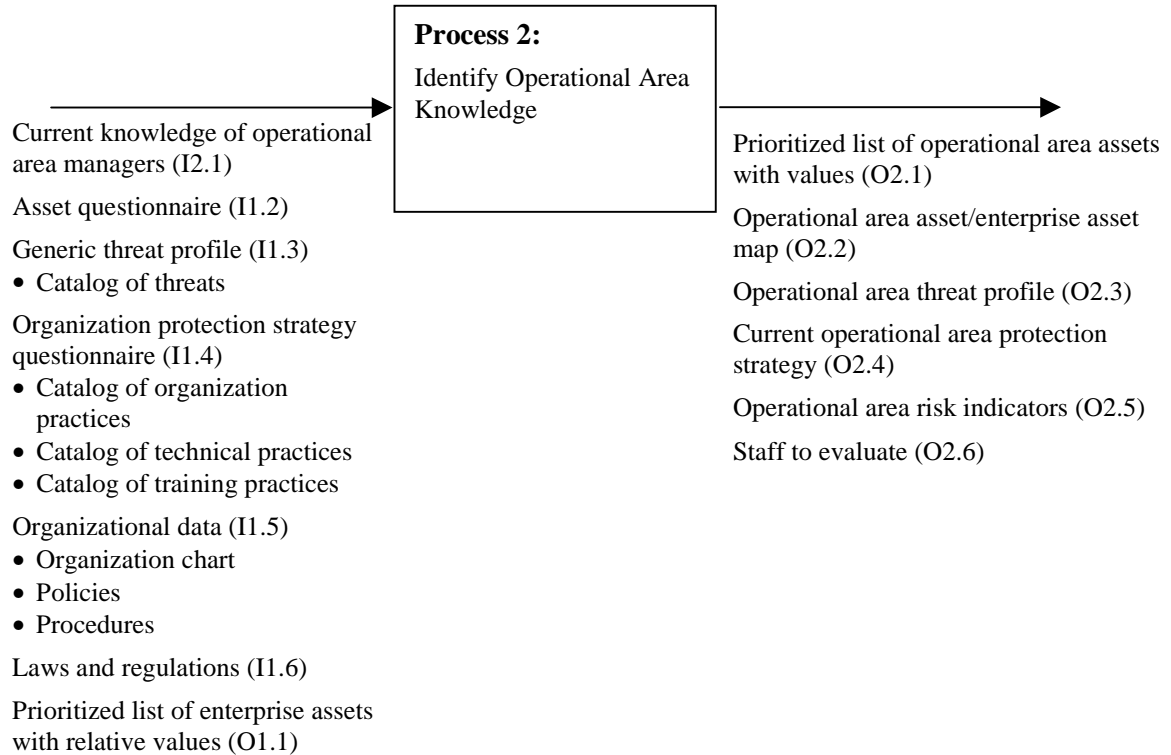 Process 2:
Identify Operational Area
Knowledge
Current knowledge of operational
area managers (I2.1)
Asset questionnaire (I1.2)
Generic threat profile (I1.3)
• Catalog of threats
Organization protection strategy
questionnaire (I1.4)
• Catalog of organization
practices
• Catalog of technical practices
• Catalog of training practices
Organizational data (I1.5)
• Organization chart
• Policies
• Procedures
Laws and regulations (I1.6)
Prioritized list of enterprise assets
with relative values (O1.1)
Prioritized list of operational area assets
with values (O2.1)
Operational area asset/enterprise asset
map (O2.2)
Operational area threat profile (O2.3)
Current operational area protection
strategy (O2.4)
Operational area risk indicators (O2.5)
Staff to evaluate (O2.6)